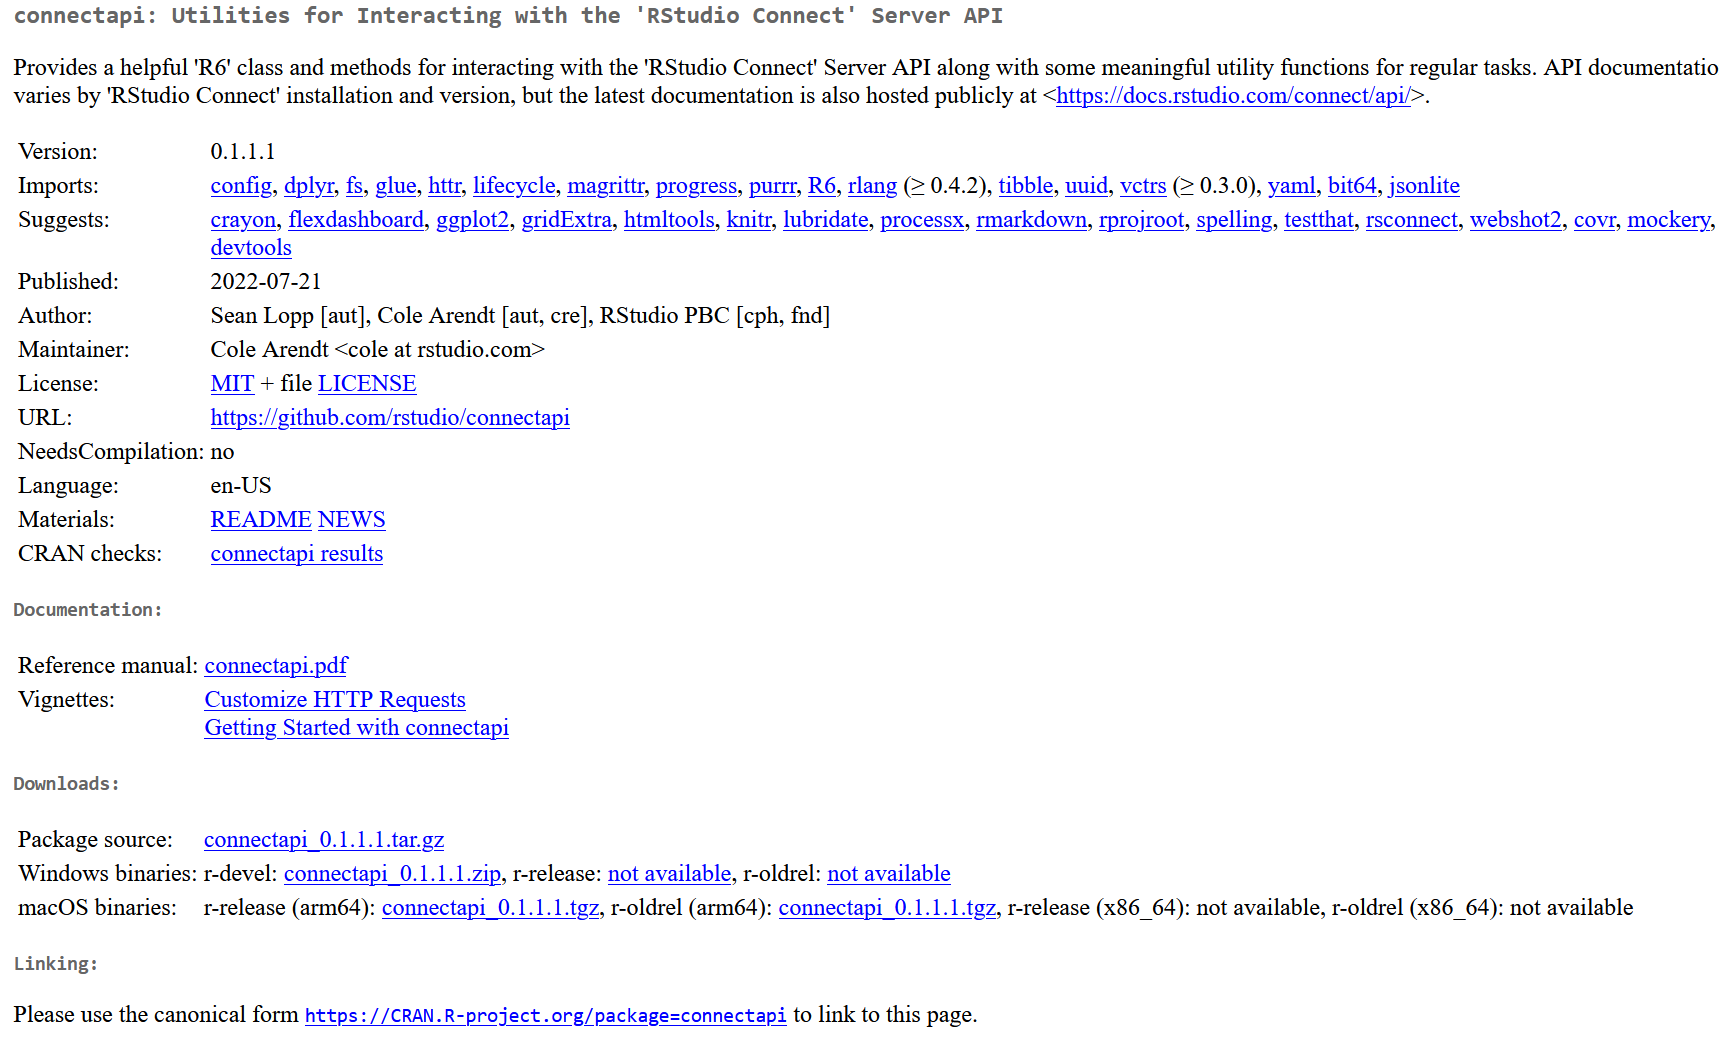 connectapi: Utilities for Interacting with the 'RStudio Connect' Server API
Provides a helpful 'R6' class and methods for interacting with the 'RStudio Connect' Server API along with some meaningful utility functions for regular tasks. API documentatio
varies by 'RStudio Connect' installation and version, but the latest documentation is also hosted publicly at <https://docs.rstudio.com/connect/api/>.
Version: 0.1.1.1
Imports: config, dplyr, fs, glue, httr, lifecycle, magrittr, progress, purrr, R6, rlang (≥ 0.4.2), tibble, uuid, vctrs (≥ 0.3.0), yaml, bit64, jsonlite
Suggests: crayon, flexdashboard, ggplot2, gridExtra, htmltools, knitr, lubridate, processx, rmarkdown, rprojroot, spelling, testthat, rsconnect, webshot2, covr, mockery,
devtools
Published: 2022-07-21
Author: Sean Lopp [aut], Cole Arendt [aut, cre], RStudio PBC [cph, fnd]
Maintainer: Cole Arendt <cole at rstudio.com>
License: MIT + file LICENSE
URL: https://github.com/rstudio/connectapi
NeedsCompilation: no
Language: en-US
Materials: README NEWS
CRAN checks: connectapi results
Documentation:
Reference manual: connectapi.pdf
Vignettes: Customize HTTP Requests
Getting Started with connectapi
Downloads:
Package source: connectapi_0.1.1.1.tar.gz
Windows binaries: r-devel: connectapi_0.1.1.1.zip, r-release: not available, r-oldrel: not available
macOS binaries: r-release (arm64): connectapi_0.1.1.1.tgz, r-oldrel (arm64): connectapi_0.1.1.1.tgz, r-release (x86_64): not available, r-oldrel (x86_64): not available
Linking:
Please use the canonical form https://CRAN.R-project.org/package=connectapi to link to this page.